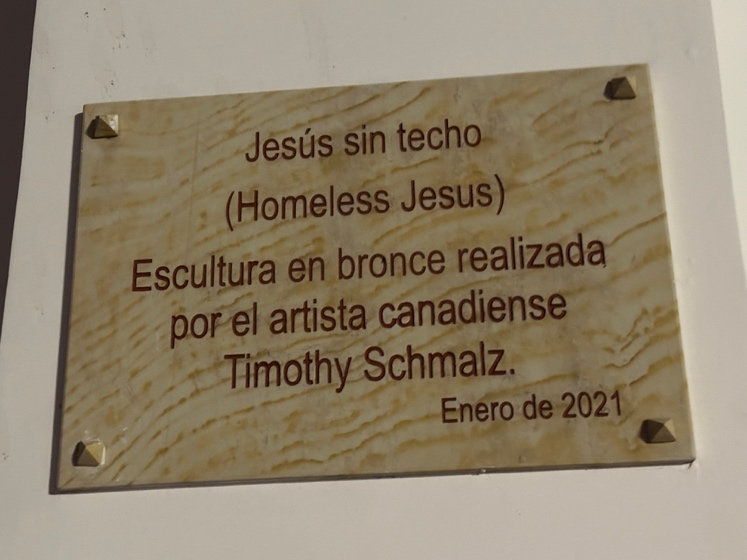 Jesús sin techo
(Homeless Jesus)
Escultura en bronce realizada
por el artista canadiense
Timothy Schmalz.
Enero de 2021